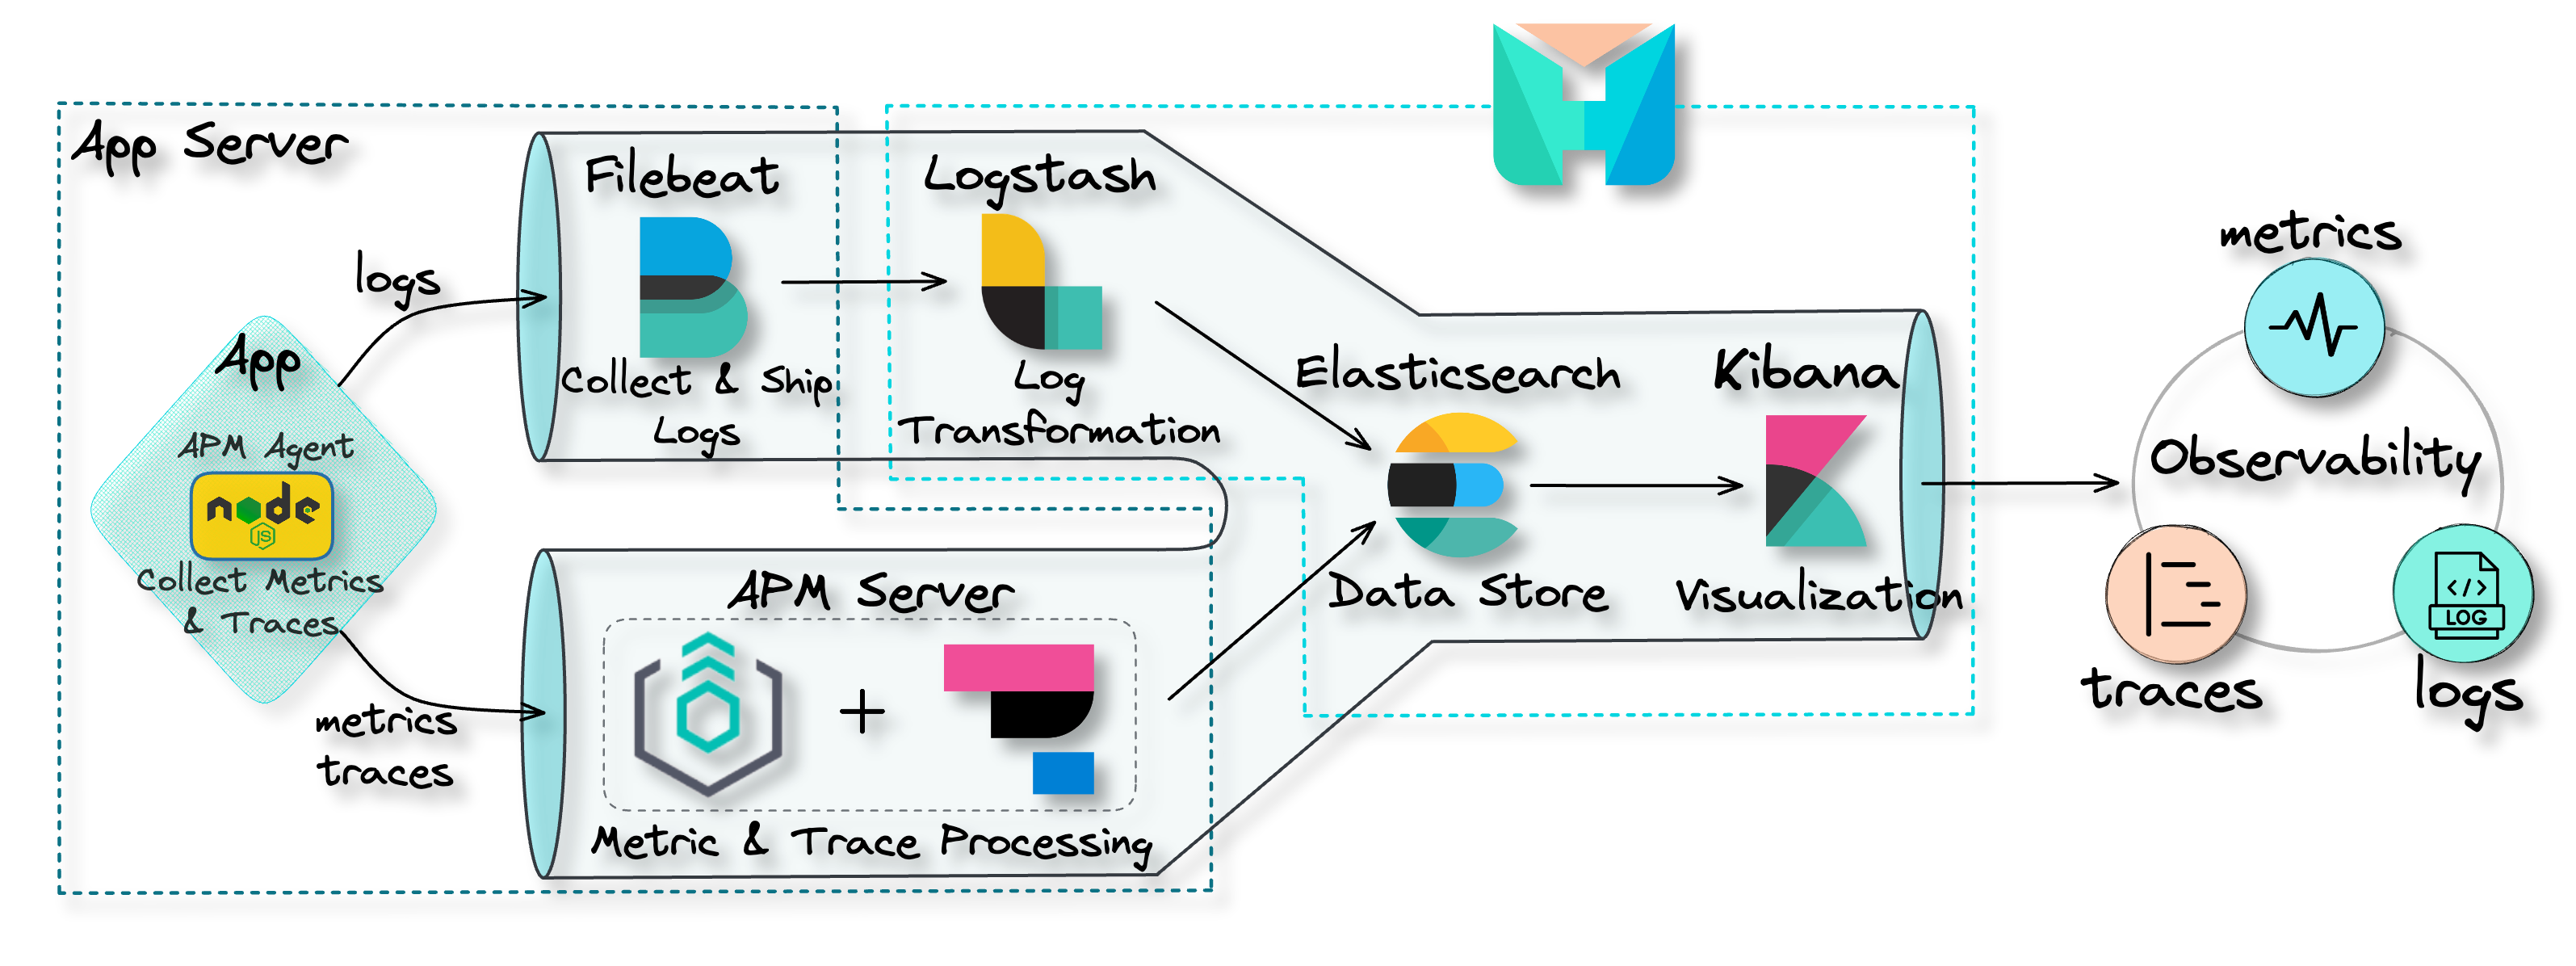 App Server
App
APM Agent
node
JS
Collect Metrics
& Traces
logs
metrics
traces
Filebeat
Collect & Ship
Logs
Logstash
Log
Transformation
APM Server
+
Metric & Trace Processing
Elasticsearch
Data Store
Kibana
Visualization
metrics
Observability
traces
</>
LOG
logs